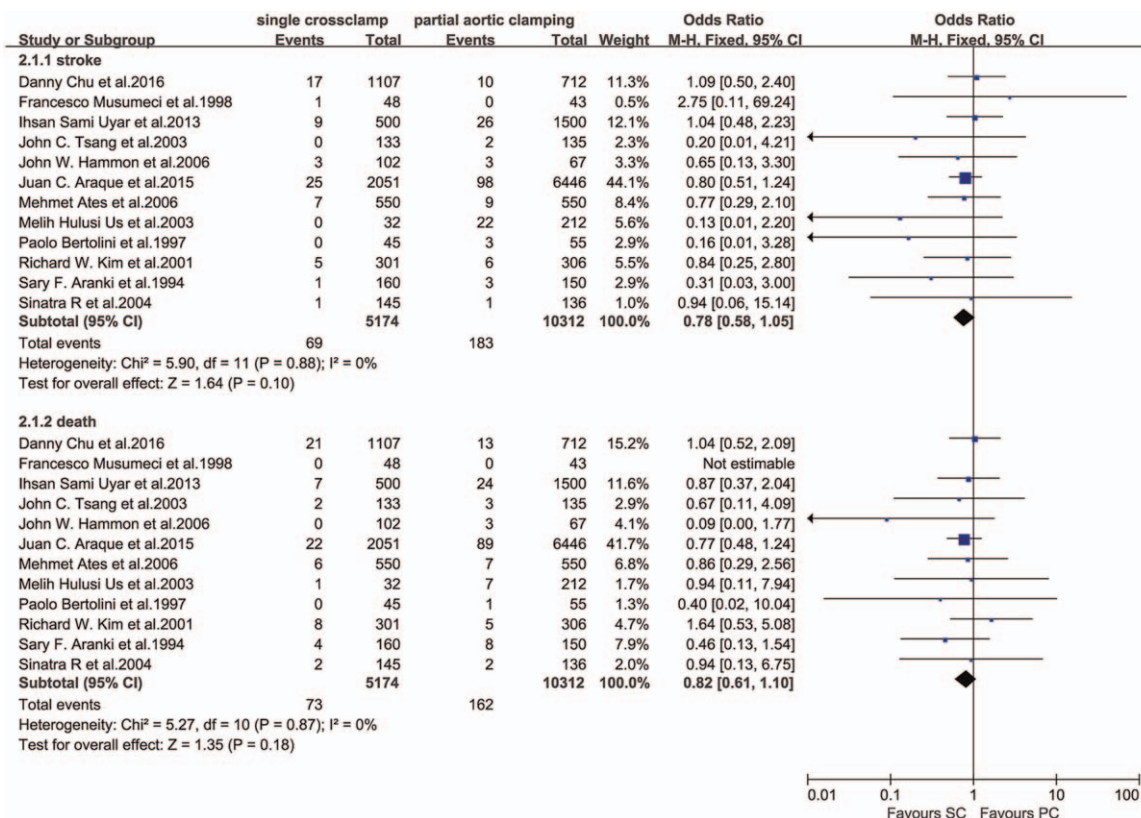 single crossclamp partial aortic clamping Odds Ratio Odds Ratio
Study or Subgroup Events Total Events Total Weight M-H, Fixed, 95% CI M-H, Fixed, 95% CI
2.1.1 stroke
Danny Chu et al.2016 17 1107 10 712 11.3% 1.09 [0.50, 2.40]
Francesco Musumeci et al.1998 1 48 0 43 0.5% 2.75 [0.11, 69.24]
Ihsan Sami Uyar et al.2013 9 500 26 1500 12.1% 1.04 [0.48, 2.23]
John C. Tsang et al.2003 0 133 2 135 2.3% 0.20 [0.01, 4.21]
John W. Hammon et al.2006 3 102 3 67 3.3% 0.65 [0.13, 3.30]
Juan C. Araque et al.2015 25 2051 98 6446 44.1% 0.80 [0.51, 1.24]
Mehmet Ates et al.2006 7 550 9 550 8.4% 0.77 [0.29, 2.10]
Melih Hulusi Us et al.2003 0 32 22 212 5.6% 0.13 [0.01, 2.20]
Paolo Bertolini et al.1997 0 45 3 55 2.9% 0.16 [0.01, 3.28]
Richard W. Kim et al.2001 5 301 6 306 5.5% 0.84 [0.25, 2.80]
Sary F. Aranki et al.1994 1 160 3 150 2.9% 0.31 [0.03, 3.00]
Sinatra R et al.2004 1 145 1 136 1.0% 0.94 [0.06, 15.14]
Subtotal (95% CI) 5174 10312 100.0% 0.78 [0.58, 1.05]
Total events 69 183
Heterogeneity: Chi² = 5.90, df = 11 (P = 0.88); I² = 0%
Test for overall effect: Z = 1.64 (P = 0.10)
2.1.2 death
Danny Chu et al.2016 21 1107 13 712 15.2% 1.04 [0.52, 2.09]
Francesco Musumeci et al.1998 0 48 0 43 Not estimable
Ihsan Sami Uyar et al.2013 7 500 24 1500 11.6% 0.87 [0.37, 2.04]
John C. Tsang et al.2003 2 133 3 135 2.9% 0.67 [0.11, 4.09]
John W. Hammon et al.2006 0 102 3 67 4.1% 0.09 [0.00, 1.77]
Juan C. Araque et al.2015 22 2051 89 6446 41.7% 0.77 [0.48, 1.24]
Mehmet Ates et al.2006 6 550 7 550 6.8% 0.86 [0.29, 2.56]
Melih Hulusi Us et al.2003 1 32 7 212 1.7% 0.94 [0.11, 7.94]
Paolo Bertolini et al.1997 0 45 1 55 1.3% 0.40 [0.02, 10.04]
Richard W. Kim et al.2001 8 301 5 306 4.7% 1.64 [0.53, 5.08]
Sary F. Aranki et al.1994 4 160 8 150 7.9% 0.46 [0.13, 1.54]
Sinatra R et al.2004 2 145 2 136 2.0% 0.94 [0.13, 6.75]
Subtotal (95% CI) 5174 10312 100.0% 0.82 [0.61, 1.10]
Total events 73 162
Heterogeneity: Chi² = 5.27, df = 10 (P = 0.87); I² = 0%
Test for overall effect: Z = 1.35 (P = 0.18)
0.01 0.1 1 10 100
Favours SC Favours PC